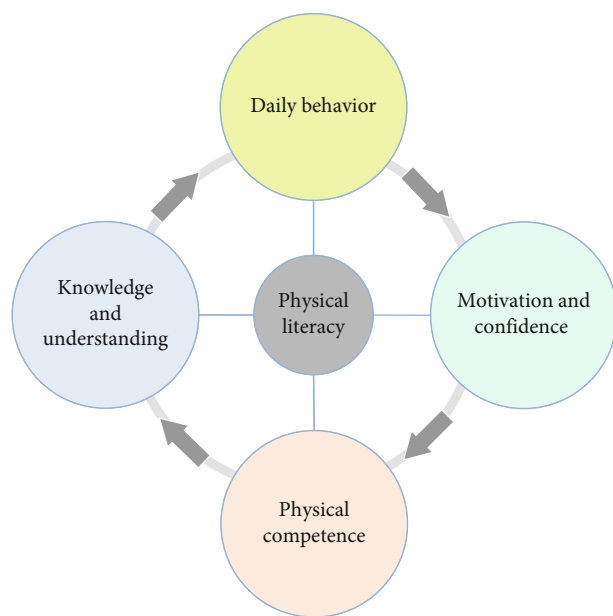 Daily behavior
Knowledge
and
understanding
Physical
literacy
Motivation and
confidence
Physical
competence